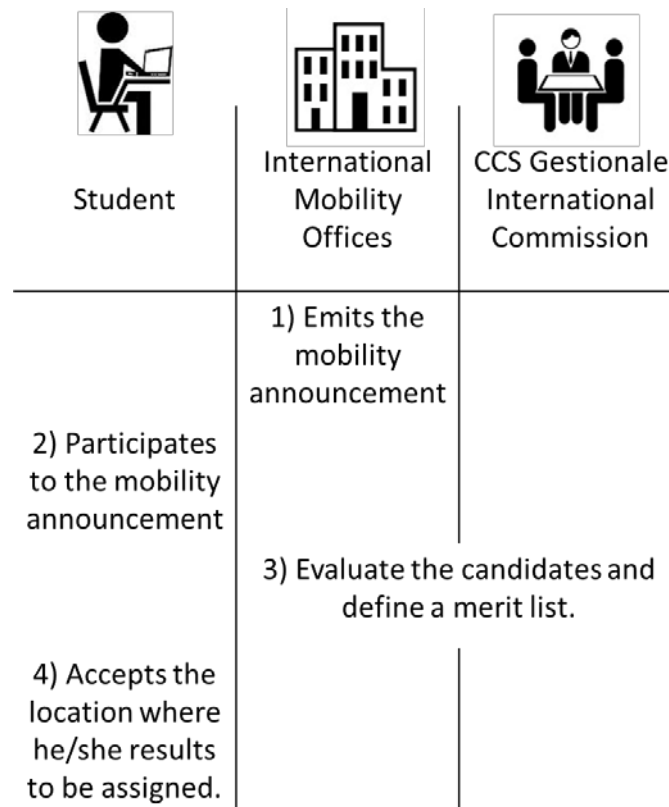 Student
International
Mobility
Offices
CCS Gestionale
International
Commission
1) Emits the
mobility
announcement
2) Participates
to the mobility
announcement
3) Evaluate the candidates and
define a merit list.
4) Accepts the
location where
he/she results
to be assigned.